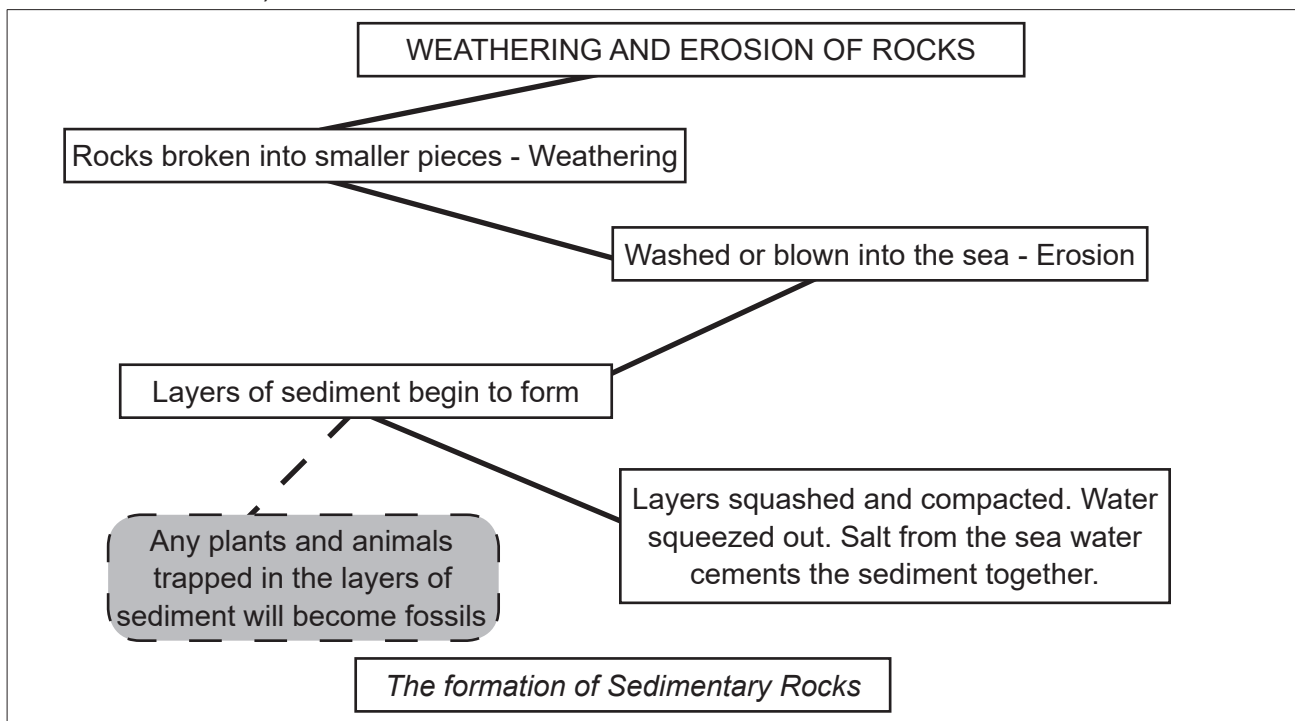 WEATHERING AND EROSION OF ROCKS
Rocks broken into smaller pieces - Weathering
Washed or blown into the sea - Erosion
Layers of sediment begin to form
Layers squashed and compacted. Water
squeezed out. Salt from the sea water
cements the sediment together.
Any plants and animals
trapped in the layers of
sediment will become fossils
The formation of Sedimentary Rocks